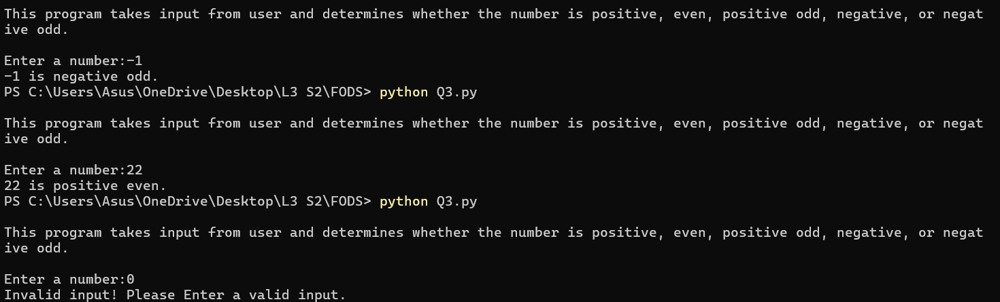 This program takes input from user and determines whether the number is positive, even, positive odd, negative, or negat
ive odd.
Enter a number:-1
-1 is negative odd.
PS C:\Users\Asus\OneDrive\Desktop\L3 S2\FODS> python Q3.py
This program takes input from user and determines whether the number is positive, even, positive odd, negative, or negat
ive odd.
Enter a number:22
22 is positive even.
PS C:\Users\Asus\OneDrive\Desktop\L3 S2\FODS> python Q3.py
This program takes input from user and determines whether the number is positive, even, positive odd, negative, or negat
ive odd.
Enter a number:0
Invalid input! Please Enter a valid input.